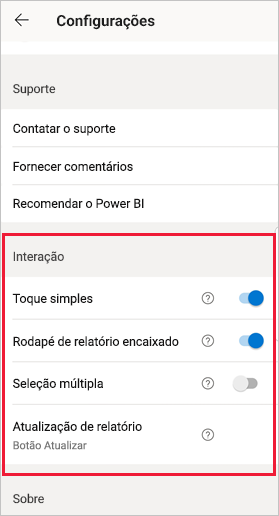 Configurações
Suporte
Contatar o suporte
Fornecer comentários
Recomendar o Power BI
Interação
Toque simples
Rodapé de relatório encaixado
Seleção múltipla
Atualização de relatório
Botão Atualizar
Sobre